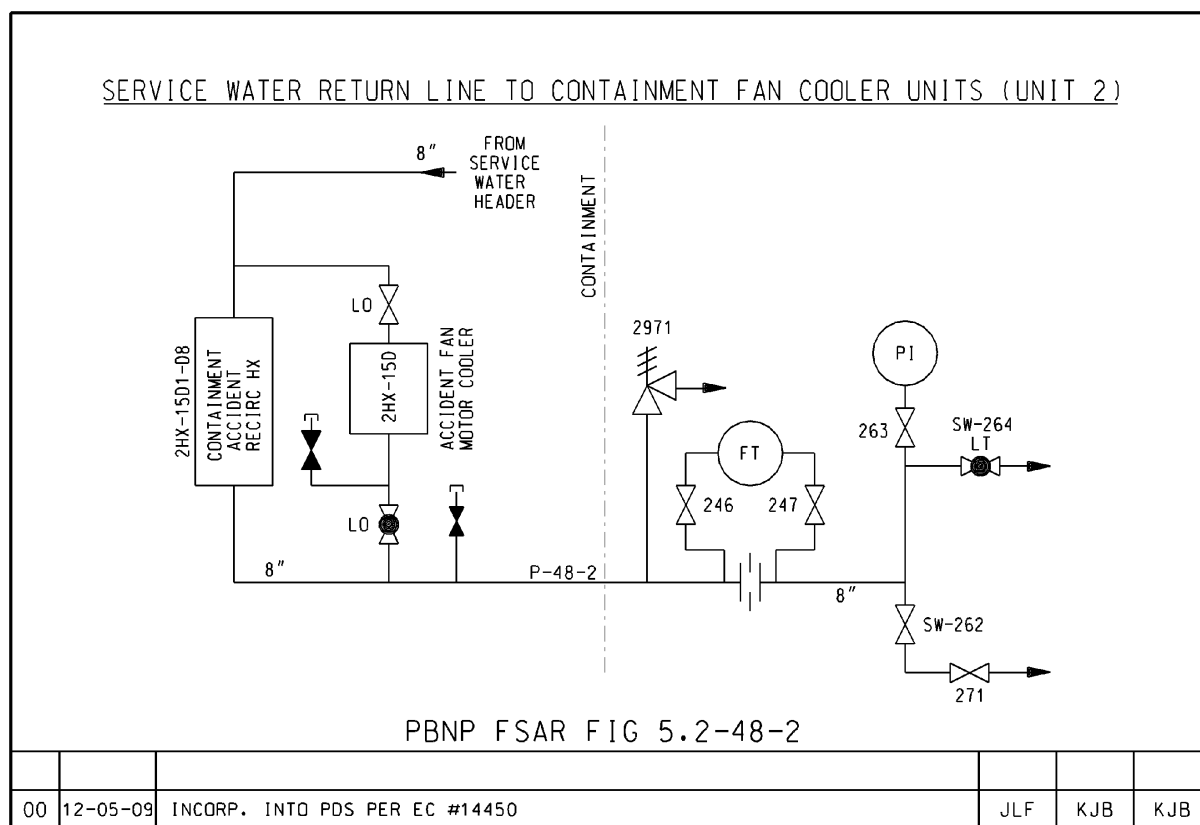 SERVICE WATER RETURN LINE TO CONTAINMENT FAN COOLER UNITS (UNIT 2)
8"
FROM
SERVICE
WATER
HEADER
CONTAINMENT
LO
2HX-15D1-D8
CONTAINMENT
ACCIDENT
RECIRC HX
2HX-15D
ACCIDENT FAN
MOTOR COOLER
LO
8"
P-48-2
2971
FT
246
247
PI
263
SW-264
LT
8"
SW-262
271
PBNP FSAR FIG 5.2-48-2
00 12-05-09 INCORP. INTO PDS PER EC #14450 JLF KJB KJB